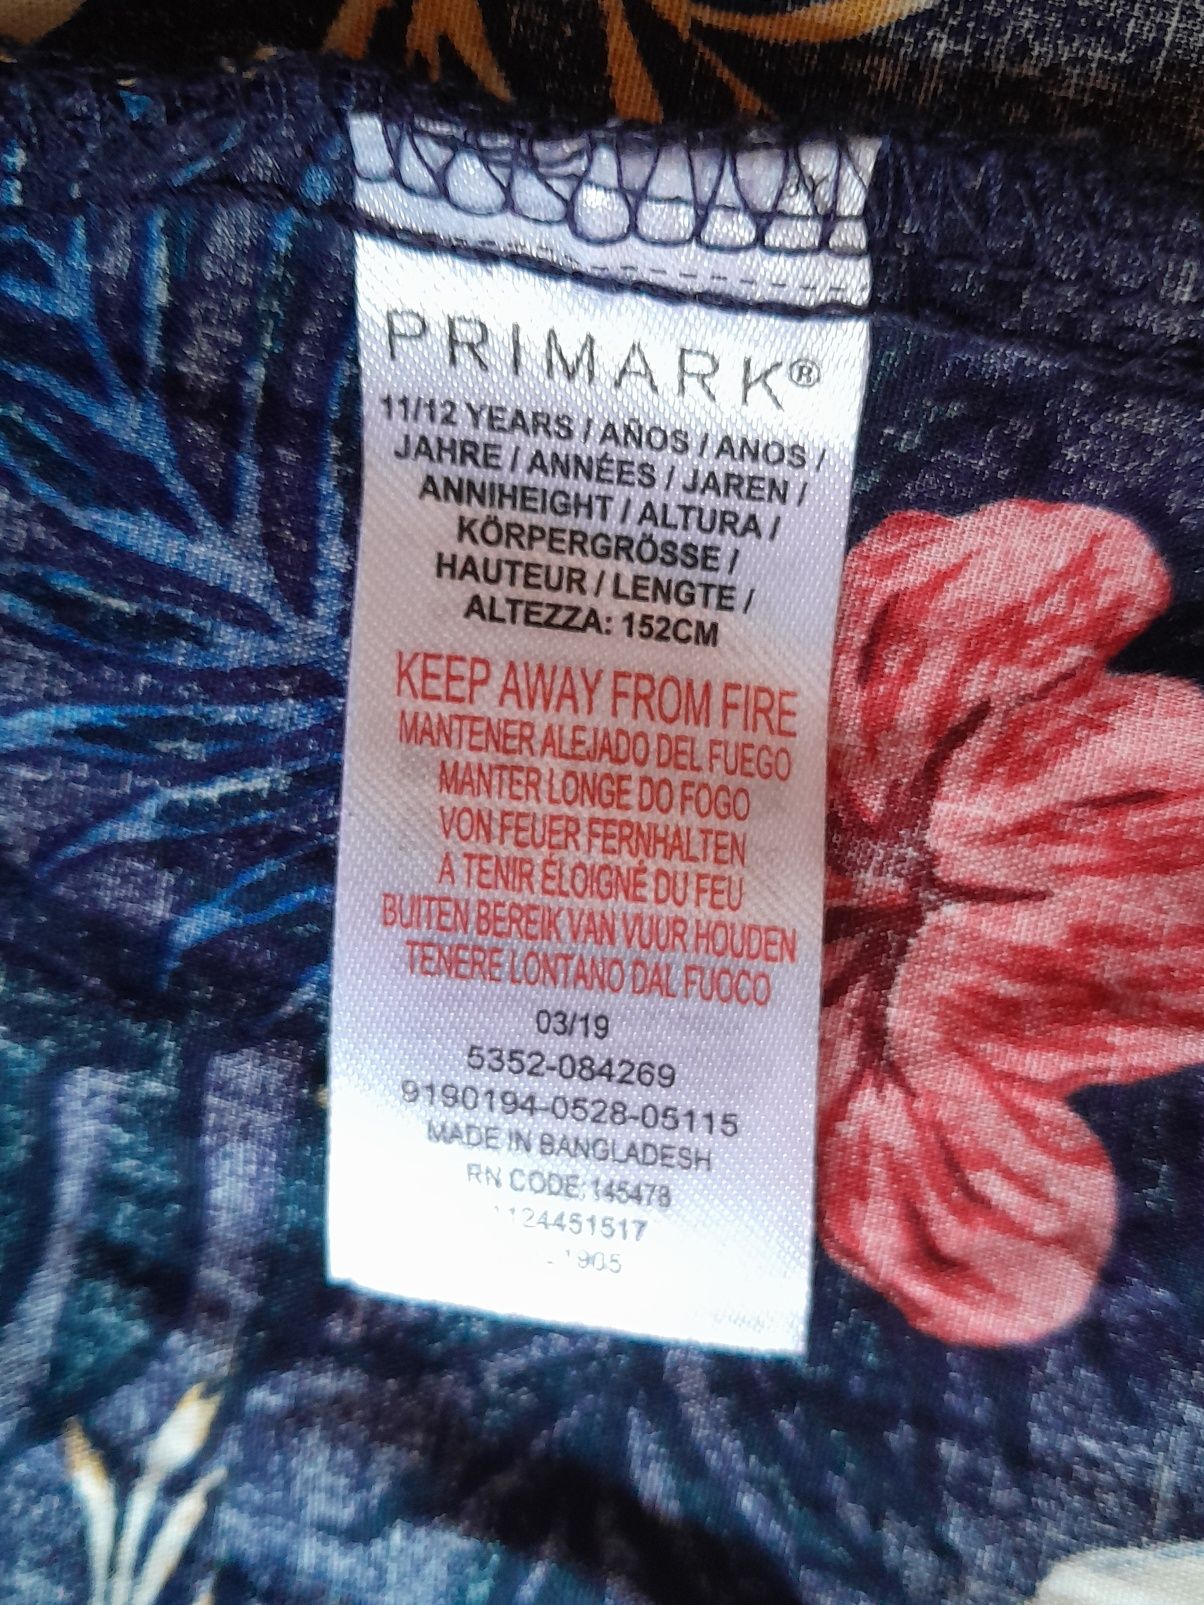 PRIMARK®
11/12 YEARS / AÑOS / ANOS /
JAHRE / ANNÉES / JAREN /
ANNIHEIGHT / ALTURA /
KÖRPERGRÖSSE /
HAUTEUR / LENGTE /
ALTEZZA: 152CM
KEEP AWAY FROM FIRE
MANTENER ALEJADO DEL FUEGO
MANTER LONGE DO FOGO
VON FEUER FERNHALTEN
À TENIR ÉLOIGNÉ DU FEU
BUITEN BEREIK VAN VUUR HOUDEN
TENERE LONTANO DAL FUOCO
03/19
5352-084269
9190194-0528-05115
MADE IN BANGLADESH
RN CODE: 145478